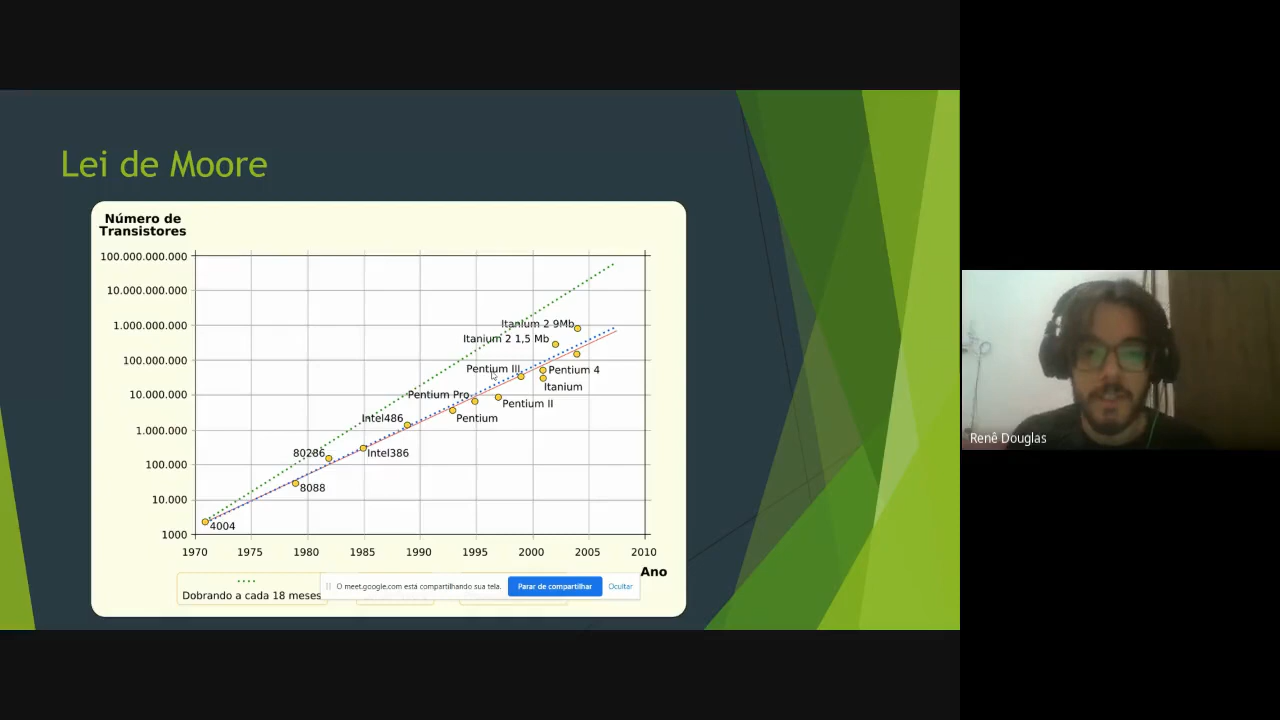 Lei de Moore
Número de
Transistores
100.000.000.000
10.000.000.000
1.000.000.000
100.000.000
10.000.000
1.000.000
100.000
10.000
1000
Itanium 2 9Mb
Itanium 2 1,5 Mb
Pentium III
Pentium 4
Itanium
Pentium Pro
Pentium II
Intel486
Pentium
80286
Intel386
8088
4004
1970 1975 1980 1985 1990 1995 2000 2005 2010
Ano
Dobrando a cada 18 meses
O meet.google.com está compartilhando sua tela. Parar de compartilhar Ocultar
Renê Douglas